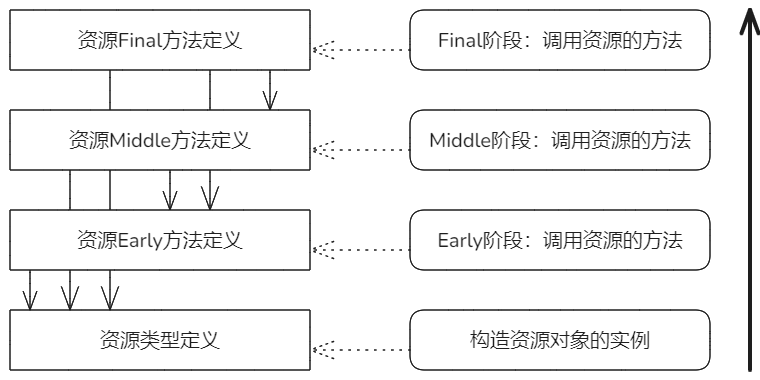 资源Final方法定义
Final阶段：调用资源的方法
资源Middle方法定义
Middle阶段：调用资源的方法
资源Early方法定义
Early阶段：调用资源的方法
资源类型定义
构造资源对象的实例